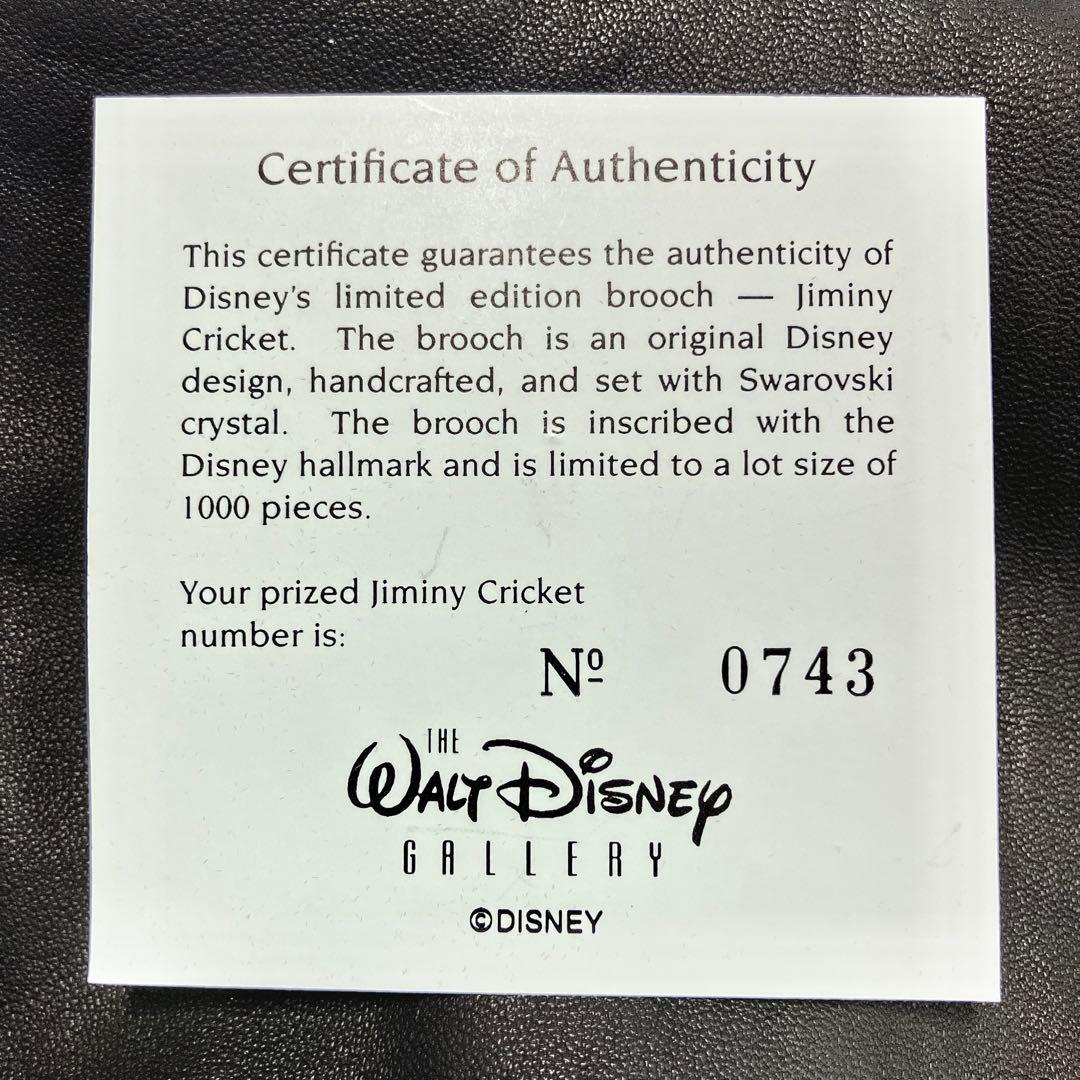 Certificate of Authenticity
This certificate guarantees the authenticity of
Disney's limited edition brooch — Jiminy
Cricket. The brooch is an original Disney
design, handcrafted, and set with Swarovski
crystal. The brooch is inscribed with the
Disney hallmark and is limited to a lot size of
1000 pieces.
Your prized Jiminy Cricket
number is:
Nº 0743
THE
WALT DISNEY
GALLERY
©DISNEY